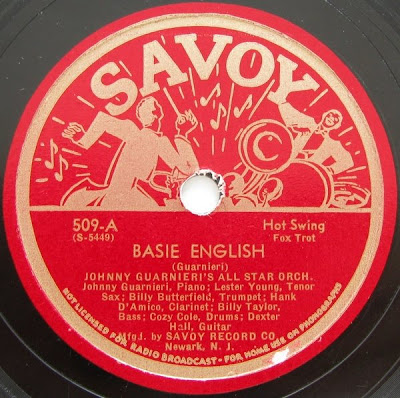 SAVOY
C
509-A
(S-5449)
Hot Swing
Fox Trot
BASIE ENGLISH
(Guarnieri)
JOHNNY GUARNIERI'S ALL STAR ORCH.
Johnny Guarnieri, Piano; Lester Young, Tenor
Sax; Billy Butterfield, Trumpet; Hank
D'Amico, Clarinet; Billy Taylor,
Bass; Cozy Cole, Drums; Dexter
Hall, Guitar
Mfgd. by SAVOY RECORD CO.
Newark, N. J.
NOT LICENSED FOR RADIO BROADCAST - FOR HOME USE ON PHONOGRAPHS